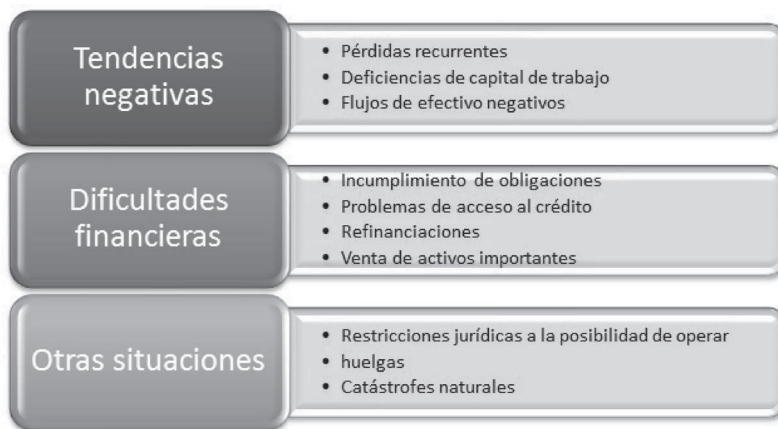 Tendencias
negativas
• Pérdidas recurrentes
• Deficiencias de capital de trabajo
• Flujos de efectivo negativos
Dificultades
financieras
• Incumplimiento de obligaciones
• Problemas de acceso al crédito
• Refinanciaciones
• Venta de activos importantes
Otras situaciones
• Restricciones jurídicas a la posibilidad de operar
• huelgas
• Catástrofes naturales